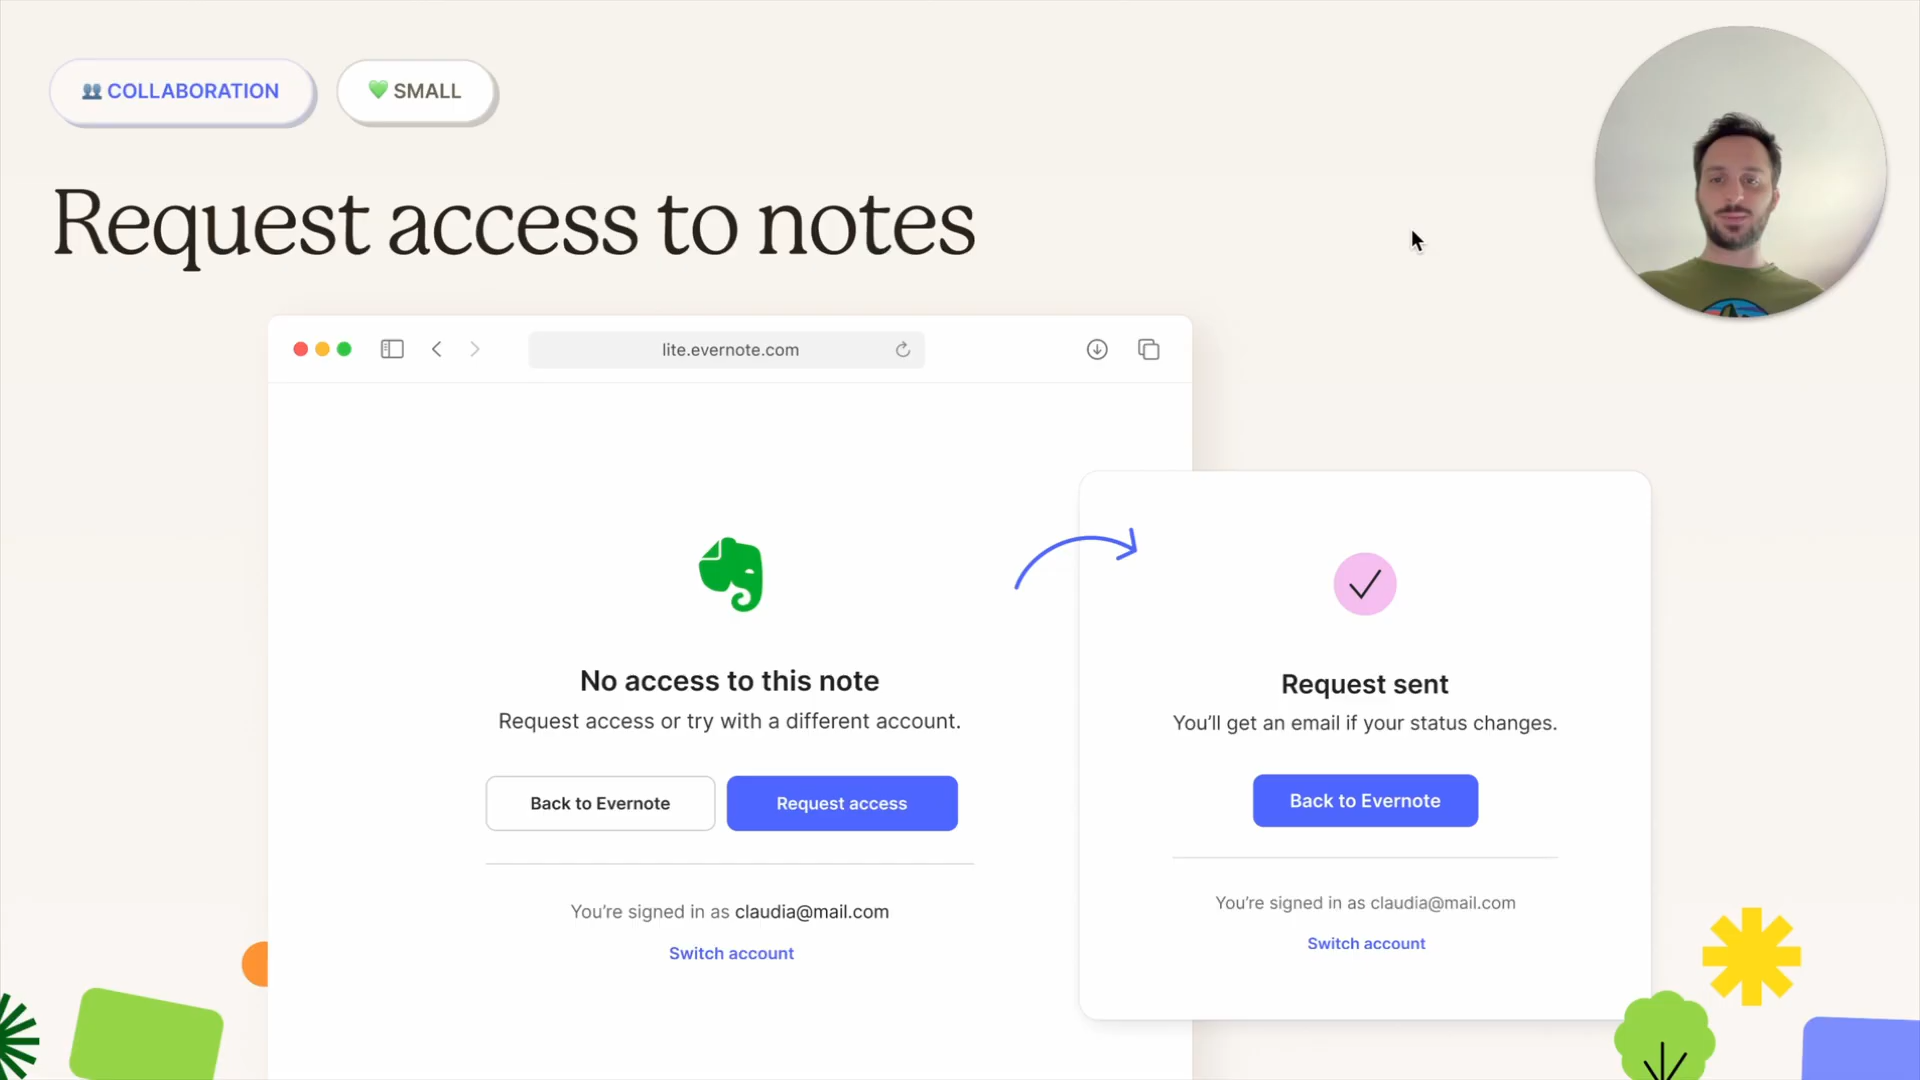 👥 COLLABORATION
💚 SMALL
Request access to notes
lite.evernote.com
No access to this note
Request access or try with a different account.
Back to Evernote
Request access
You’re signed in as claudia@mail.com
Switch account
Request sent
You’ll get an email if your status changes.
Back to Evernote
You’re signed in as claudia@mail.com
Switch account